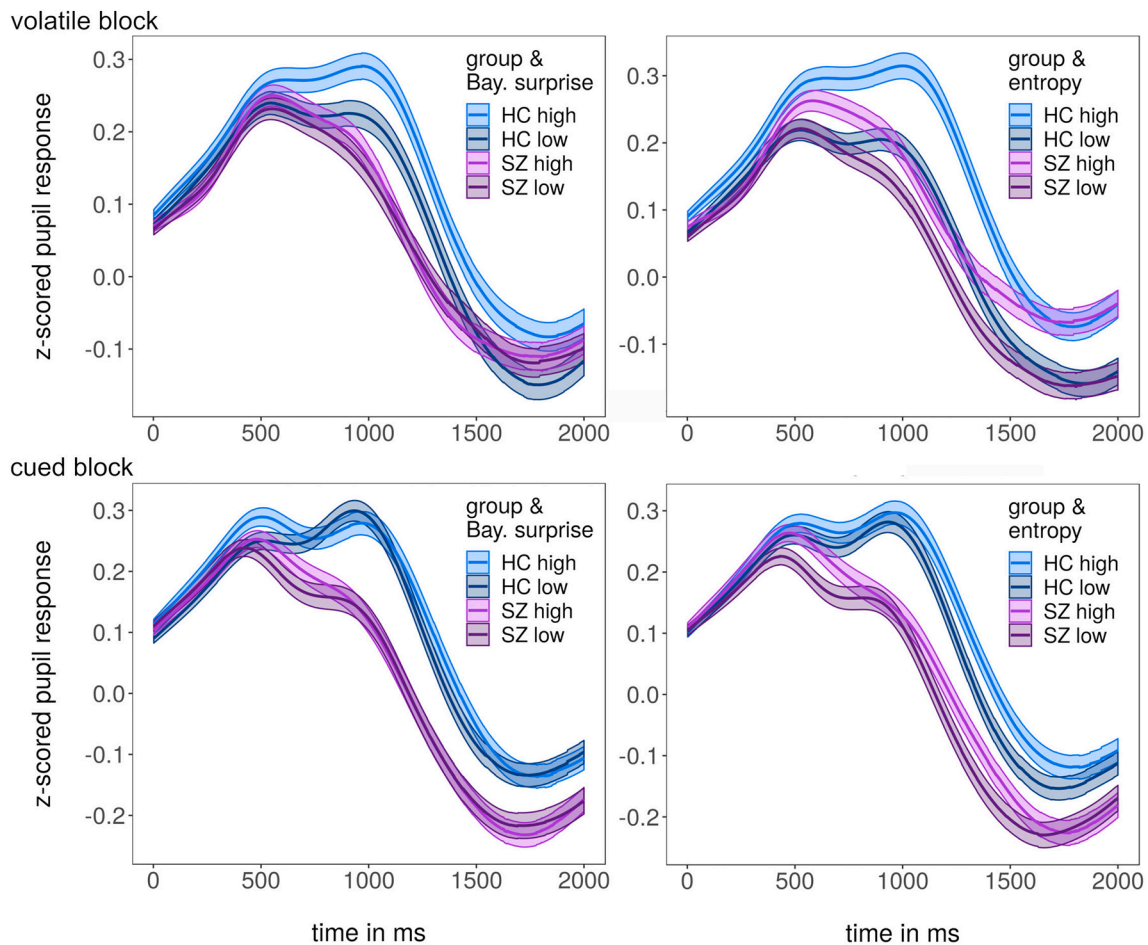 volatile block
z-scored pupil response
0.3
0.2
0.1
0.0
-0.1
0
500
1000
1500
2000
group &
Bay. surprise
HC high
HC low
SZ high
SZ low
0.3
0.2
0.1
0.0
-0.1
0
500
1000
1500
2000
group &
entropy
HC high
HC low
SZ high
SZ low
cued block
z-scored pupil response
0.3
0.2
0.1
0.0
-0.1
-0.2
0
500
1000
1500
2000
time in ms
group &
Bay. surprise
HC high
HC low
SZ high
SZ low
0.3
0.2
0.1
0.0
-0.1
-0.2
0
500
1000
1500
2000
time in ms
group &
entropy
HC high
HC low
SZ high
SZ low